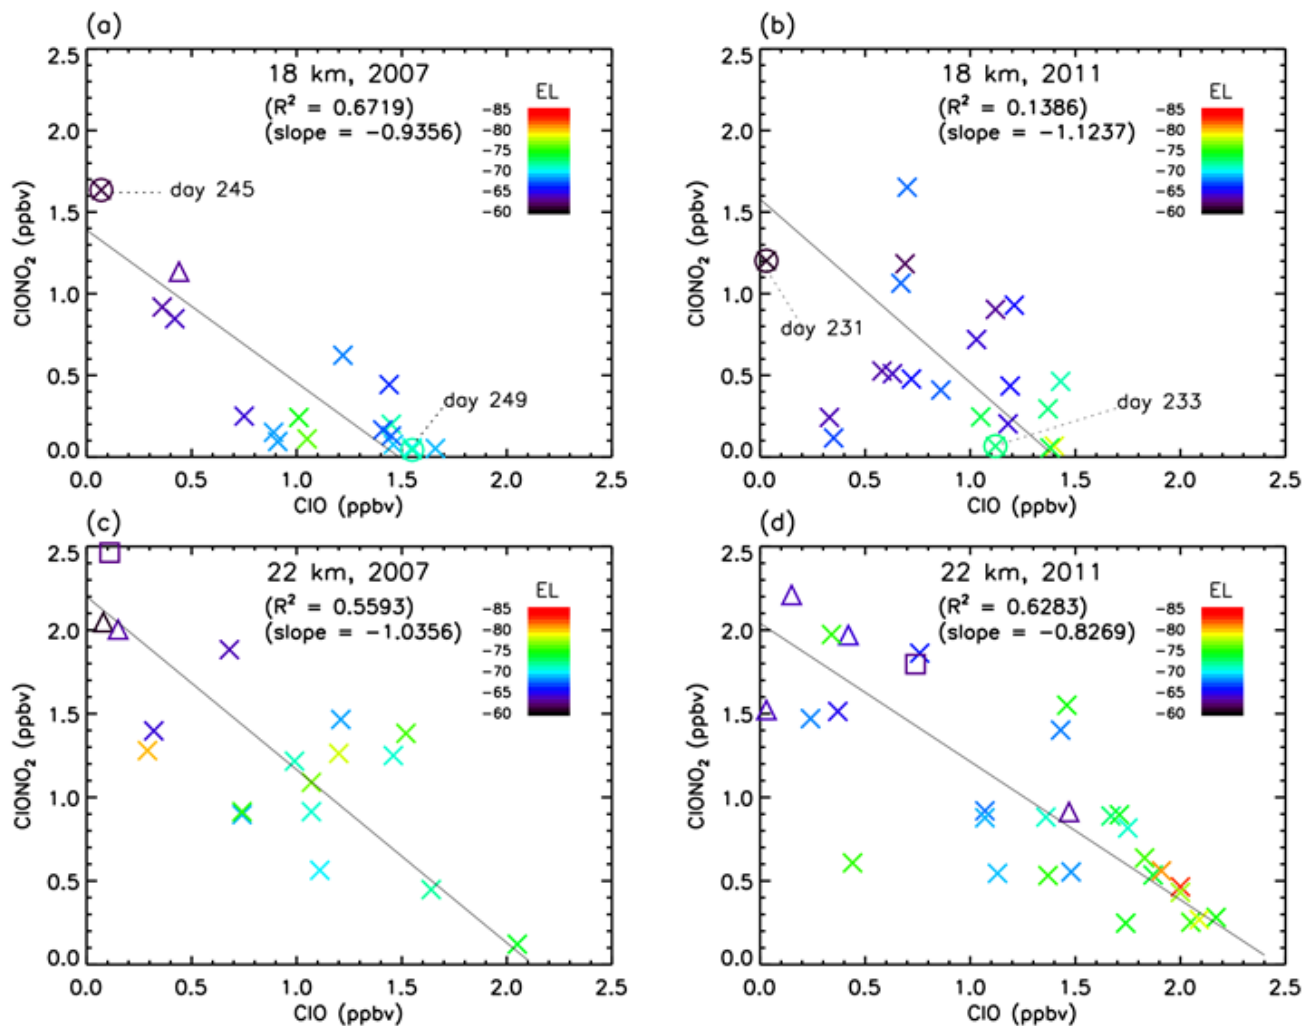 (a)
18 km, 2007
(R² = 0.6719)
(slope = -0.9356)
EL
-85
-80
-75
-70
-65
-60
day 245
day 249
2.5
2.0
1.5
1.0
0.5
0.0
ClONO₂ (ppbv)
0.0 0.5 1.0 1.5 2.0 2.5
ClO (ppbv)
(b)
18 km, 2011
(R² = 0.1386)
(slope = -1.1237)
EL
-85
-80
-75
-70
-65
-60
day 231
day 233
2.5
2.0
1.5
1.0
0.5
0.0
ClONO₂ (ppbv)
0.0 0.5 1.0 1.5 2.0 2.5
ClO (ppbv)
(c)
22 km, 2007
(R² = 0.5593)
(slope = -1.0356)
EL
-85
-80
-75
-70
-65
-60
2.5
2.0
1.5
1.0
0.5
0.0
ClONO₂ (ppbv)
0.0 0.5 1.0 1.5 2.0 2.5
ClO (ppbv)
(d)
22 km, 2011
(R² = 0.6283)
(slope = -0.8269)
EL
-85
-80
-75
-70
-65
-60
2.5
2.0
1.5
1.0
0.5
0.0
ClONO₂ (ppbv)
0.0 0.5 1.0 1.5 2.0 2.5
ClO (ppbv)